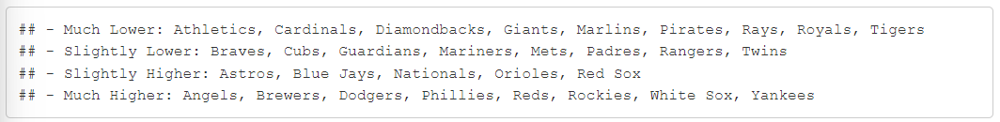 ## - Much Lower: Athletics, Cardinals, Diamondbacks, Giants, Marlins, Pirates, Rays, Royals, Tigers
## - Slightly Lower: Braves, Cubs, Guardians, Mariners, Mets, Padres, Rangers, Twins
## - Slightly Higher: Astros, Blue Jays, Nationals, Orioles, Red Sox
## - Much Higher: Angels, Brewers, Dodgers, Phillies, Reds, Rockies, White Sox, Yankees